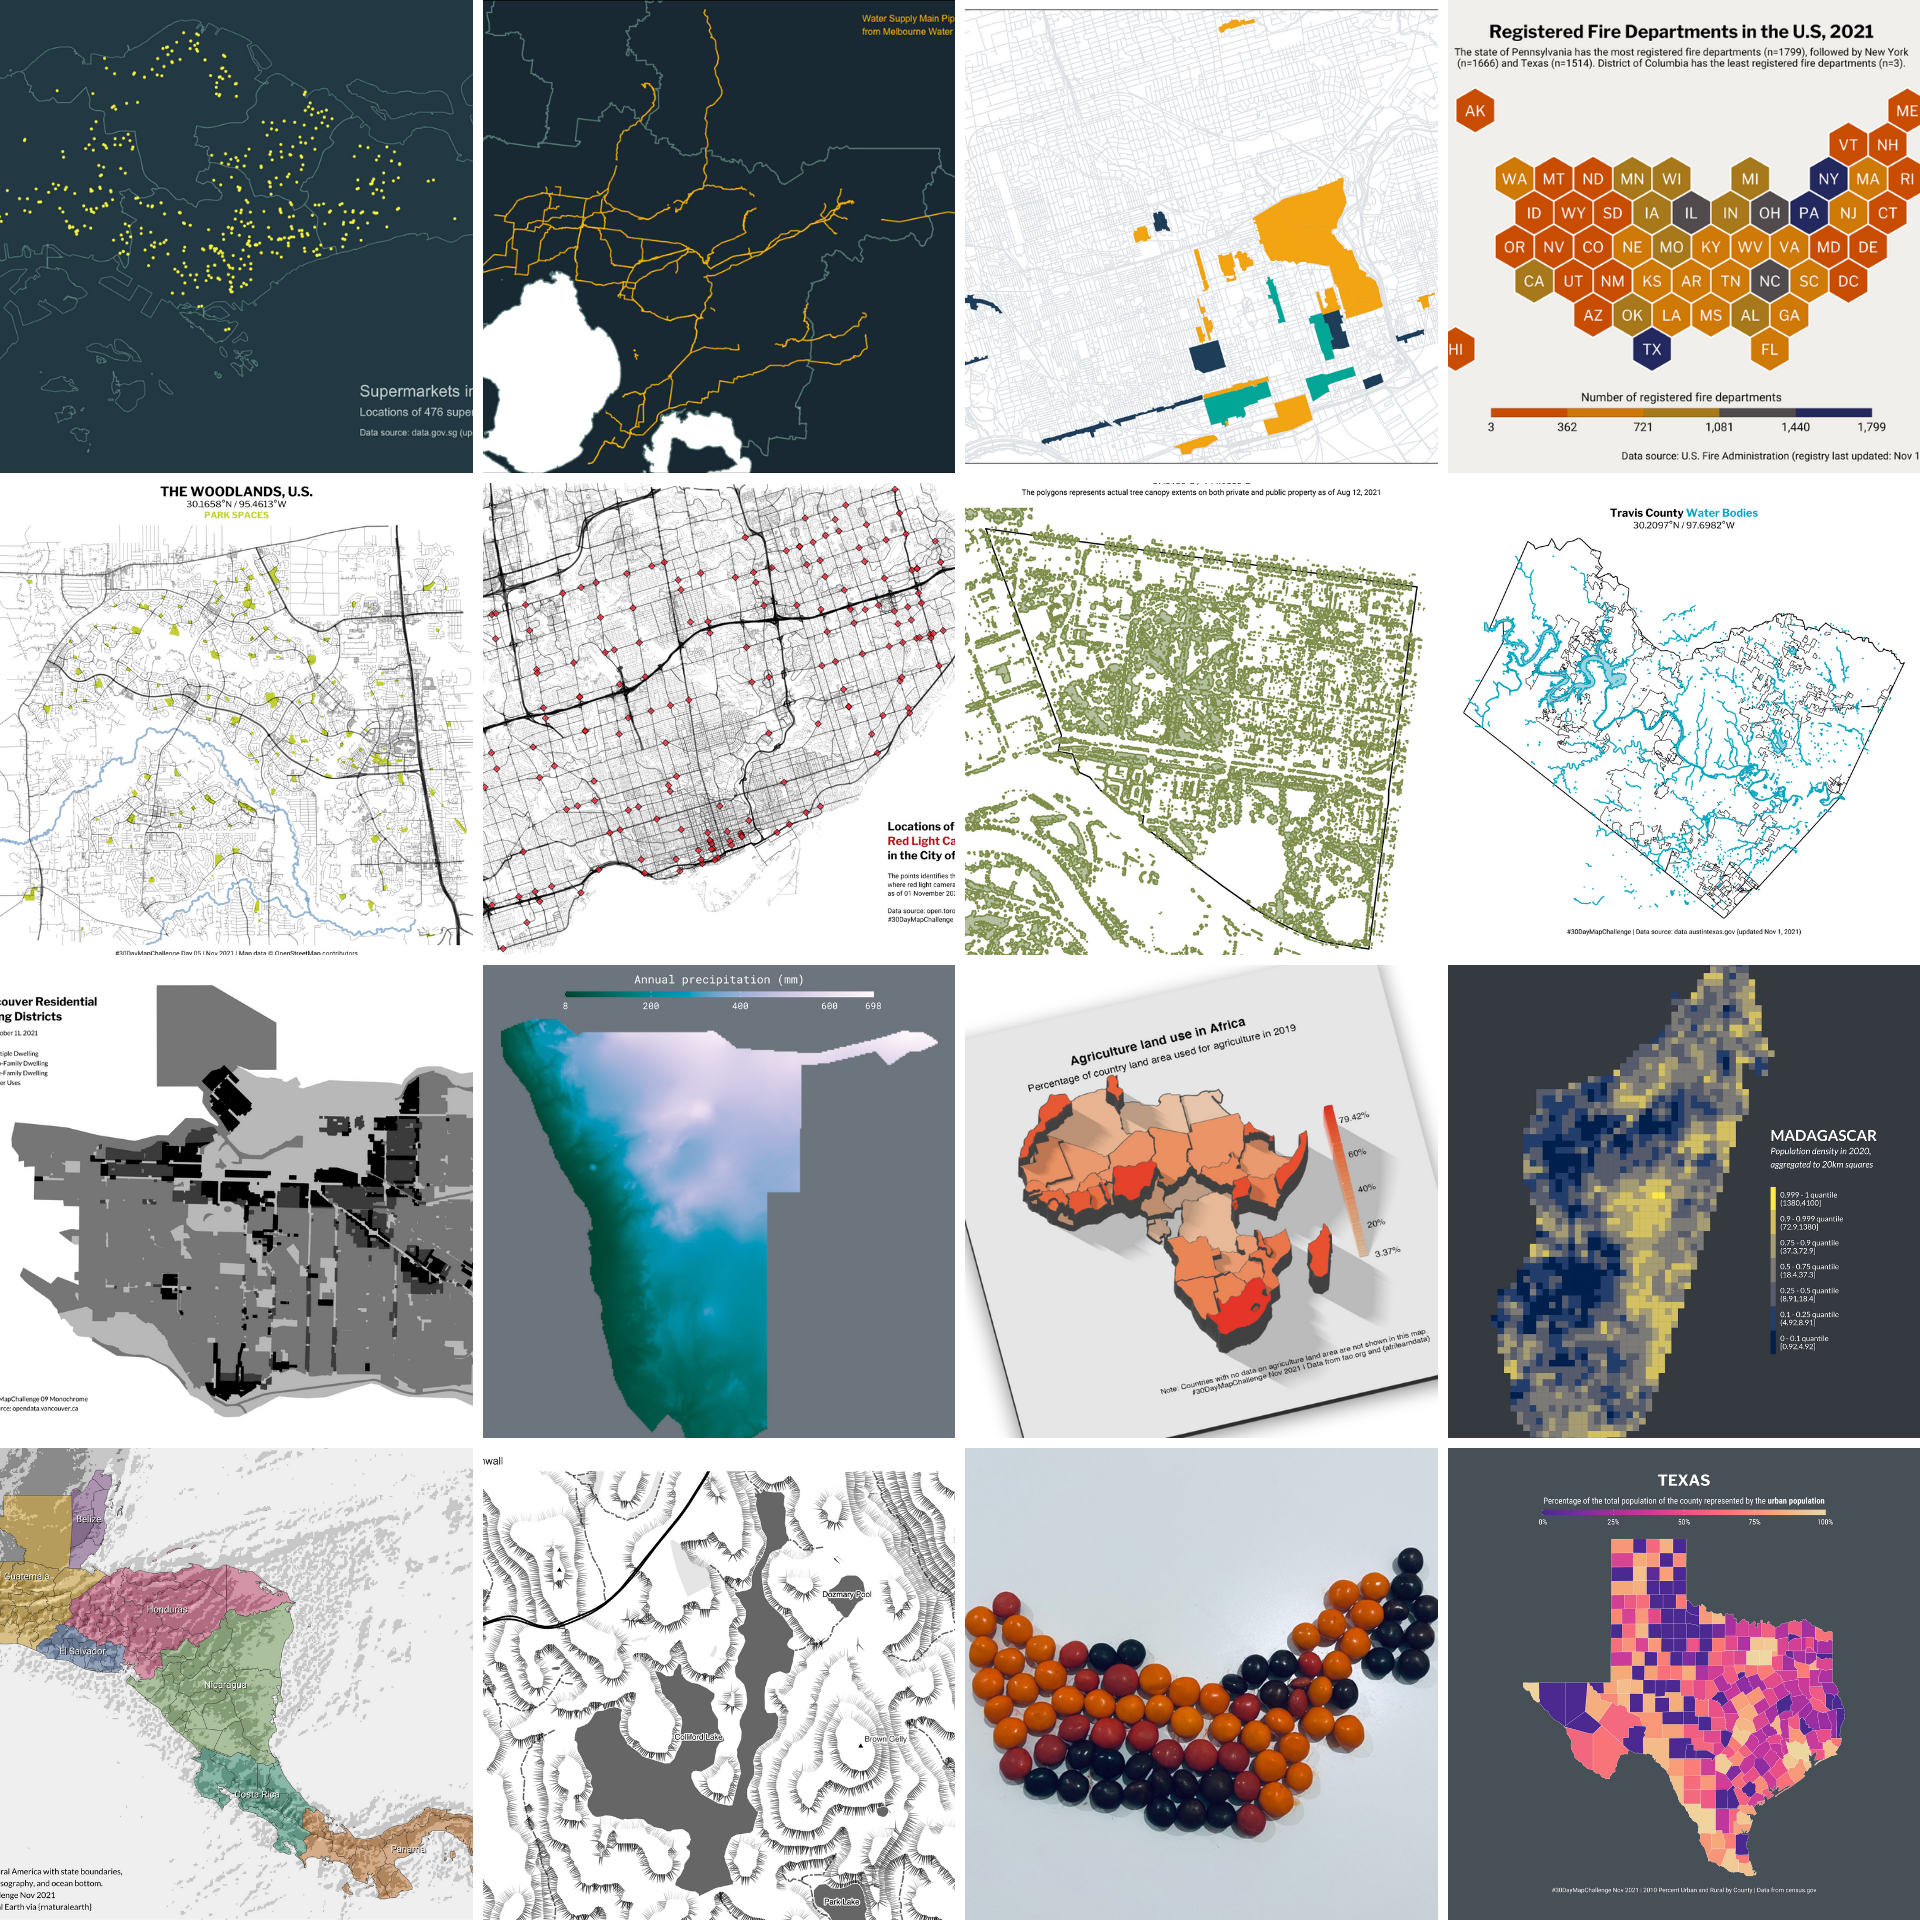 Supermarkets in
Locations of 476 super
Data source: data.gov.sg (up
Water Supply Main Pip
from Melbourne Water
Registered Fire Departments in the U.S, 2021
The state of Pennsylvania has the most registered fire departments (n=1799), followed by New York
(n=1666) and Texas (n=1514). District of Columbia has the least registered fire departments (n=3).
AK
ME
VT NH
WA MT ND MN WI MI NY MA RI
ID WY SD IA IL IN OH PA NJ CT
OR NV CO NE MO KY WV VA MD DE
CA UT NM KS AR TN NC SC DC
AZ OK LA MS AL GA
HI TX FL
Number of registered fire departments
3 362 721 1,081 1,440 1,799
Data source: U.S. Fire Administration (registry last updated: Nov 1
THE WOODLANDS, U.S.
30.1658°N / 95.4613°W
PARK SPACES
#30DayMapChallenge Day 05 | Nov 2021 | Map data © OpenStreetMap contributors
Locations of
Red Light Ca
in the City of
The points identifies th
where red light camera
as of 01 November 202
Data source: open.toro
#30DayMapChallenge
The polygons represents actual tree canopy extents on both private and public property as of Aug 12, 2021
Travis County Water Bodies
30.2097°N / 97.6982°W
#30DayMapChallenge | Data source: data.austintexas.gov (updated Nov 1, 2021)
couver Residential
ng Districts
ober 11, 2021
tiple Dwelling
-Family Dwelling
-Family Dwelling
er Uses
MapChallenge 09 Monochrome
rce: opendata.vancouver.ca
Annual precipitation (mm)
8 200 400 600 698
Agriculture land use in Africa
Percentage of country land area used for agriculture in 2019
79.42%
60%
40%
20%
3.37%
Note: Countries with no data on agriculture land area are not shown in this map
#30DayMapChallenge Nov 2021 | Data from fao.org and {afrilearndata}
MADAGASCAR
Population density in 2020,
aggregated to 20km squares
0.999 - 1 quantile
(1380,4100]
0.9 - 0.999 quantile
(72.9,1380]
0.75 - 0.9 quantile
(37.3,72.9]
0.5 - 0.75 quantile
(18.4,37.3]
0.25 - 0.5 quantile
(8.91,18.4]
0.1 - 0.25 quantile
(4.92,8.91]
0 - 0.1 quantile
[0.92,4.92]
Belize
Guatemala
Honduras
El Salvador
Nicaragua
Costa Rica
Panama
ral America with state boundaries,
sography, and ocean bottom.
lenge Nov 2021
l Earth via {rnaturalearth}
nwall
Dozmary Pool
Colliford Lake
Brown Gelly
Park Lake
TEXAS
Percentage of the total population of the county represented by the urban population
0% 25% 50% 75% 100%
#30DayMapChallenge Nov 2021 | 2010 Percent Urban and Rural by County | Data from census.gov